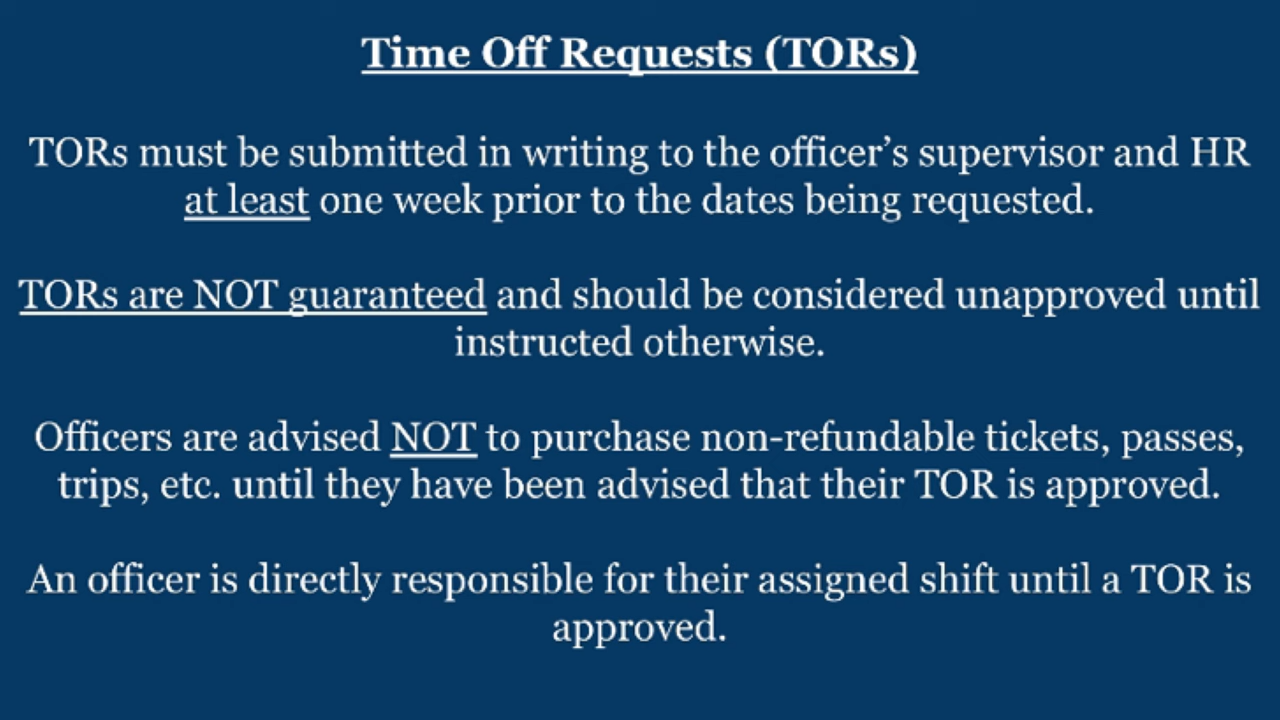 Time Off Requests (TORs)
TORs must be submitted in writing to the officer’s supervisor and HR
at least one week prior to the dates being requested.
TORs are NOT guaranteed and should be considered unapproved until
instructed otherwise.
Officers are advised NOT to purchase non-refundable tickets, passes,
trips, etc. until they have been advised that their TOR is approved.
An officer is directly responsible for their assigned shift until a TOR is
approved.